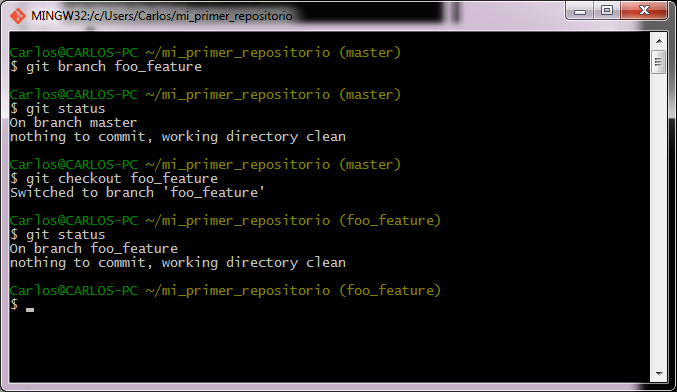 MINGW32:/c/Users/Carlos/mi_primer_repositorio
Carlos@CARLOS-PC ~/mi_primer_repositorio (master)
$ git branch foo_feature
Carlos@CARLOS-PC ~/mi_primer_repositorio (master)
$ git status
On branch master
nothing to commit, working directory clean
Carlos@CARLOS-PC ~/mi_primer_repositorio (master)
$ git checkout foo_feature
Switched to branch 'foo_feature'
Carlos@CARLOS-PC ~/mi_primer_repositorio (foo_feature)
$ git status
On branch foo_feature
nothing to commit, working directory clean
Carlos@CARLOS-PC ~/mi_primer_repositorio (foo_feature)
$